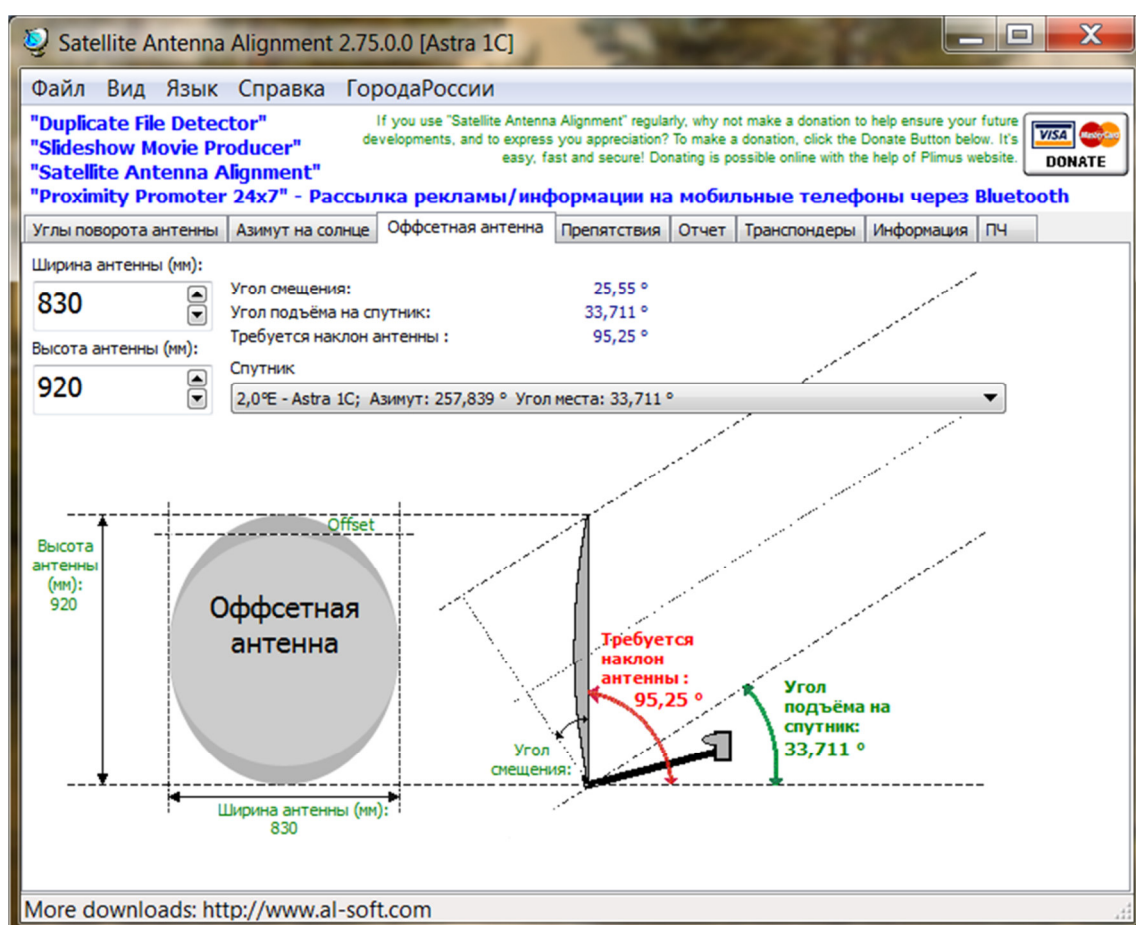 Satellite Antenna Alignment 2.75.0.0 [Astra 1C]
Файл Вид Язык Справка ГородаРоссии
"Duplicate File Detector"
"Slideshow Movie Producer"
"Satellite Antenna Alignment"
"Proximity Promoter 24x7" - Рассылка рекламы/информации на мобильные телефоны через Bluetooth
If you use "Satellite Antenna Alignment" regularly, why not make a donation to help ensure your future
developments, and to express you appreciation? To make a donation, click the Donate Button below. It's
easy, fast and secure! Donating is possible online with the help of Plimus website.
VISA MasterCard
DONATE
Углы поворота антенны Азимут на солнце Оффсетная антенна Препятствия Отчет Транспондеры Информация ПЧ
Ширина антенны (мм):
830
Высота антенны (мм):
920
Угол смещения: 25,55 °
Угол подъёма на спутник: 33,711 °
Требуется наклон антенны : 95,25 °
Спутник
2,0°E - Astra 1C; Азимут: 257,839 ° Угол места: 33,711 °
Offset
Высота
антенны
(мм):
920
Оффсетная
антенна
Ширина антенны (мм):
830
Угол
смещения:
Требуется
наклон
антенны :
95,25 °
Угол
подъёма на
спутник:
33,711 °
More downloads: http://www.al-soft.com